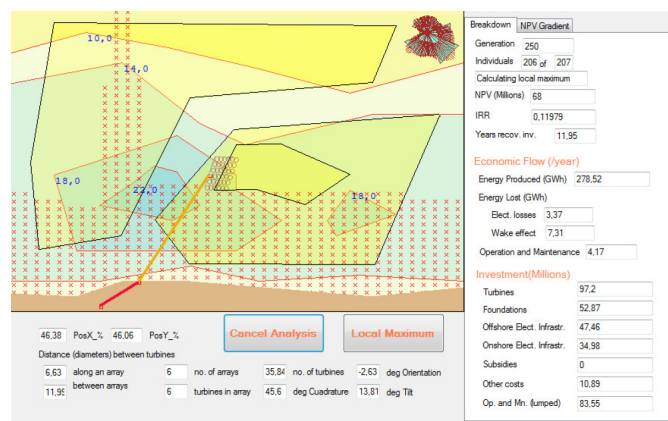 10,0
14,0
18,0
22,0
18,0
46,38 PosX_% 46,06 PosY_%
Cancel Analysis
Local Maximum
Distance (diameters) between turbines
6,63 along an array 6 no. of arrays 35,84 no. of turbines -2,63 deg Orientation
11,95 between arrays 6 turbines in array 45,6 deg Cuadrature 13,81 deg Tilt
Breakdown NPV Gradient
Generation 250
Individuals 206 of 207
Calculating local maximum
NPV (Millions) 68
IRR 0,11979
Years recov. inv. 11,95
Economic Flow (/year)
Energy Produced (GWh) 278,52
Energy Lost (GWh)
Elect. losses 3,37
Wake effect 7,31
Operation and Maintenance 4,17
Investment(Millions)
Turbines 97,2
Foundations 52,87
Offshore Elect. Infrastr. 47,46
Onshore Elect. Infrastr. 34,98
Subsidies 0
Other costs 10,89
Op. and Mn. (lumped) 83,55